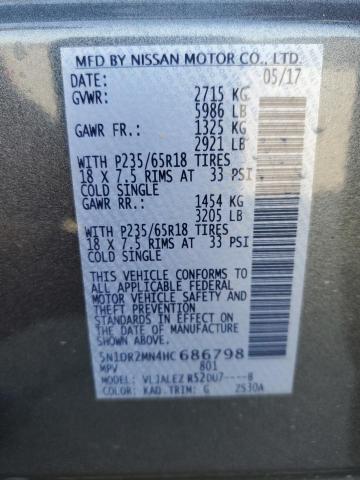 MFD BY NISSAN MOTOR CO., LTD.
DATE: 05/17
GVWR: 2715 KG
5986 LB
GAWR FR.: 1325 KG
2921 LB
WITH P235/65R18 TIRES
18 X 7.5 RIMS AT 33 PSI
COLD SINGLE
GAWR RR.: 1454 KG
3205 LB
WITH P235/65R18 TIRES
18 X 7.5 RIMS AT 33 PSI
COLD SINGLE
THIS VEHICLE CONFORMS TO
ALL APPLICABLE FEDERAL
MOTOR VEHICLE SAFETY
AND THEFT PREVENTION
STANDARDS IN EFFECT ON
THE DATE OF MANUFACTURE
SHOWN ABOVE.
5N1DR2MN4HC686798
MPV 801
MODEL: VLJALEZ R52DU7----B
COLOR: KAD TRIM: G 2530A